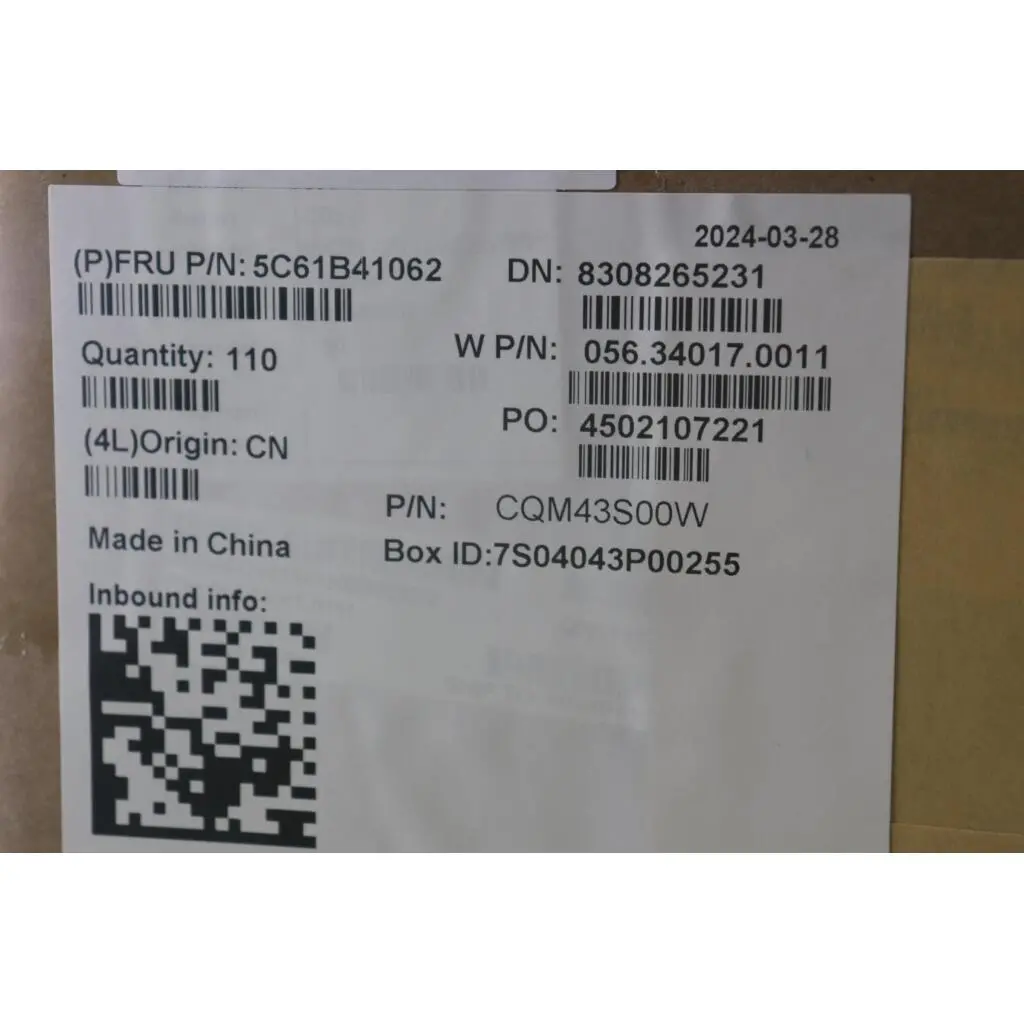 2024-03-28
(P)FRU P/N: 5C61B41062
DN: 8308265231
W P/N: 056.34017.0011
Quantity: 110
PO: 4502107221
(4L)Origin: CN
P/N: CQM43S00W
Made in China
Box ID:7S04043P00255
Inbound info: